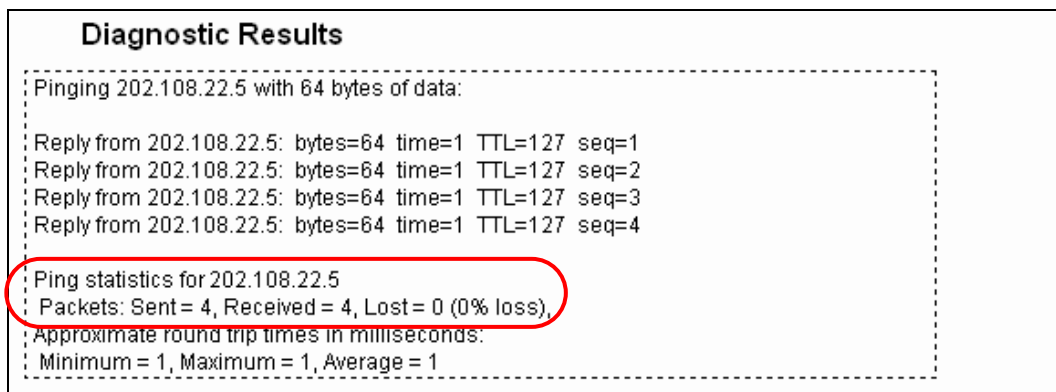 Diagnostic Results
Pinging 202.108.22.5 with 64 bytes of data:
Reply from 202.108.22.5: bytes=64 time=1 TTL=127 seq=1
Reply from 202.108.22.5: bytes=64 time=1 TTL=127 seq=2
Reply from 202.108.22.5: bytes=64 time=1 TTL=127 seq=3
Reply from 202.108.22.5: bytes=64 time=1 TTL=127 seq=4
Ping statistics for 202.108.22.5
Packets: Sent = 4, Received = 4, Lost = 0 (0% loss),
Approximate round trip times in milliseconds:
Minimum = 1, Maximum = 1, Average = 1